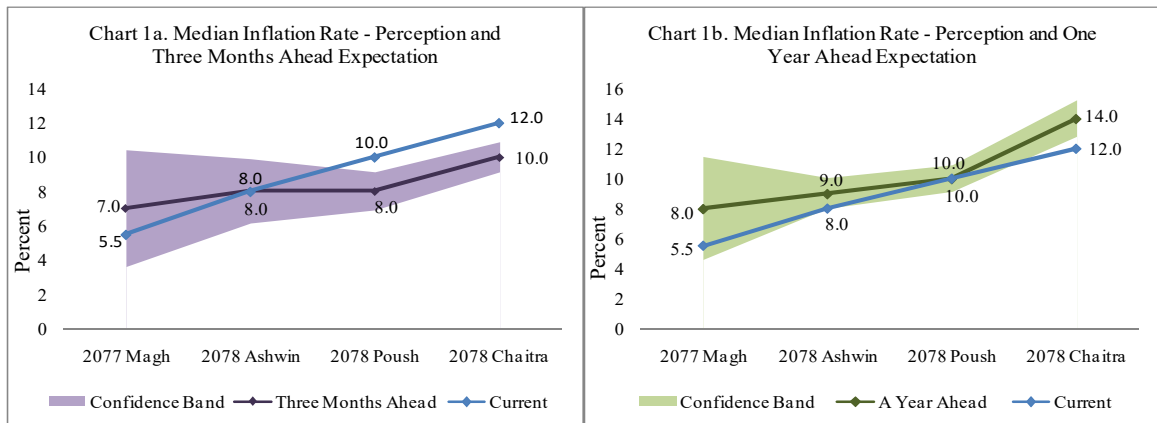 Chart 1a. Median Inflation Rate - Perception and
Three Months Ahead Expectation
14
12
10
8
6
4
2
0
Percent
7.0
5.5
8.0
8.0
10.0
8.0
12.0
10.0
2077 Magh
2078 Ashwin
2078 Poush
2078 Chaitra
Confidence Band
Three Months Ahead
Current
Chart 1b. Median Inflation Rate - Perception and One
Year Ahead Expectation
16
14
12
10
8
6
4
2
0
Percent
8.0
5.5
9.0
8.0
10.0
10.0
14.0
12.0
2077 Magh
2078 Ashwin
2078 Poush
2078 Chaitra
Confidence Band
A Year Ahead
Current